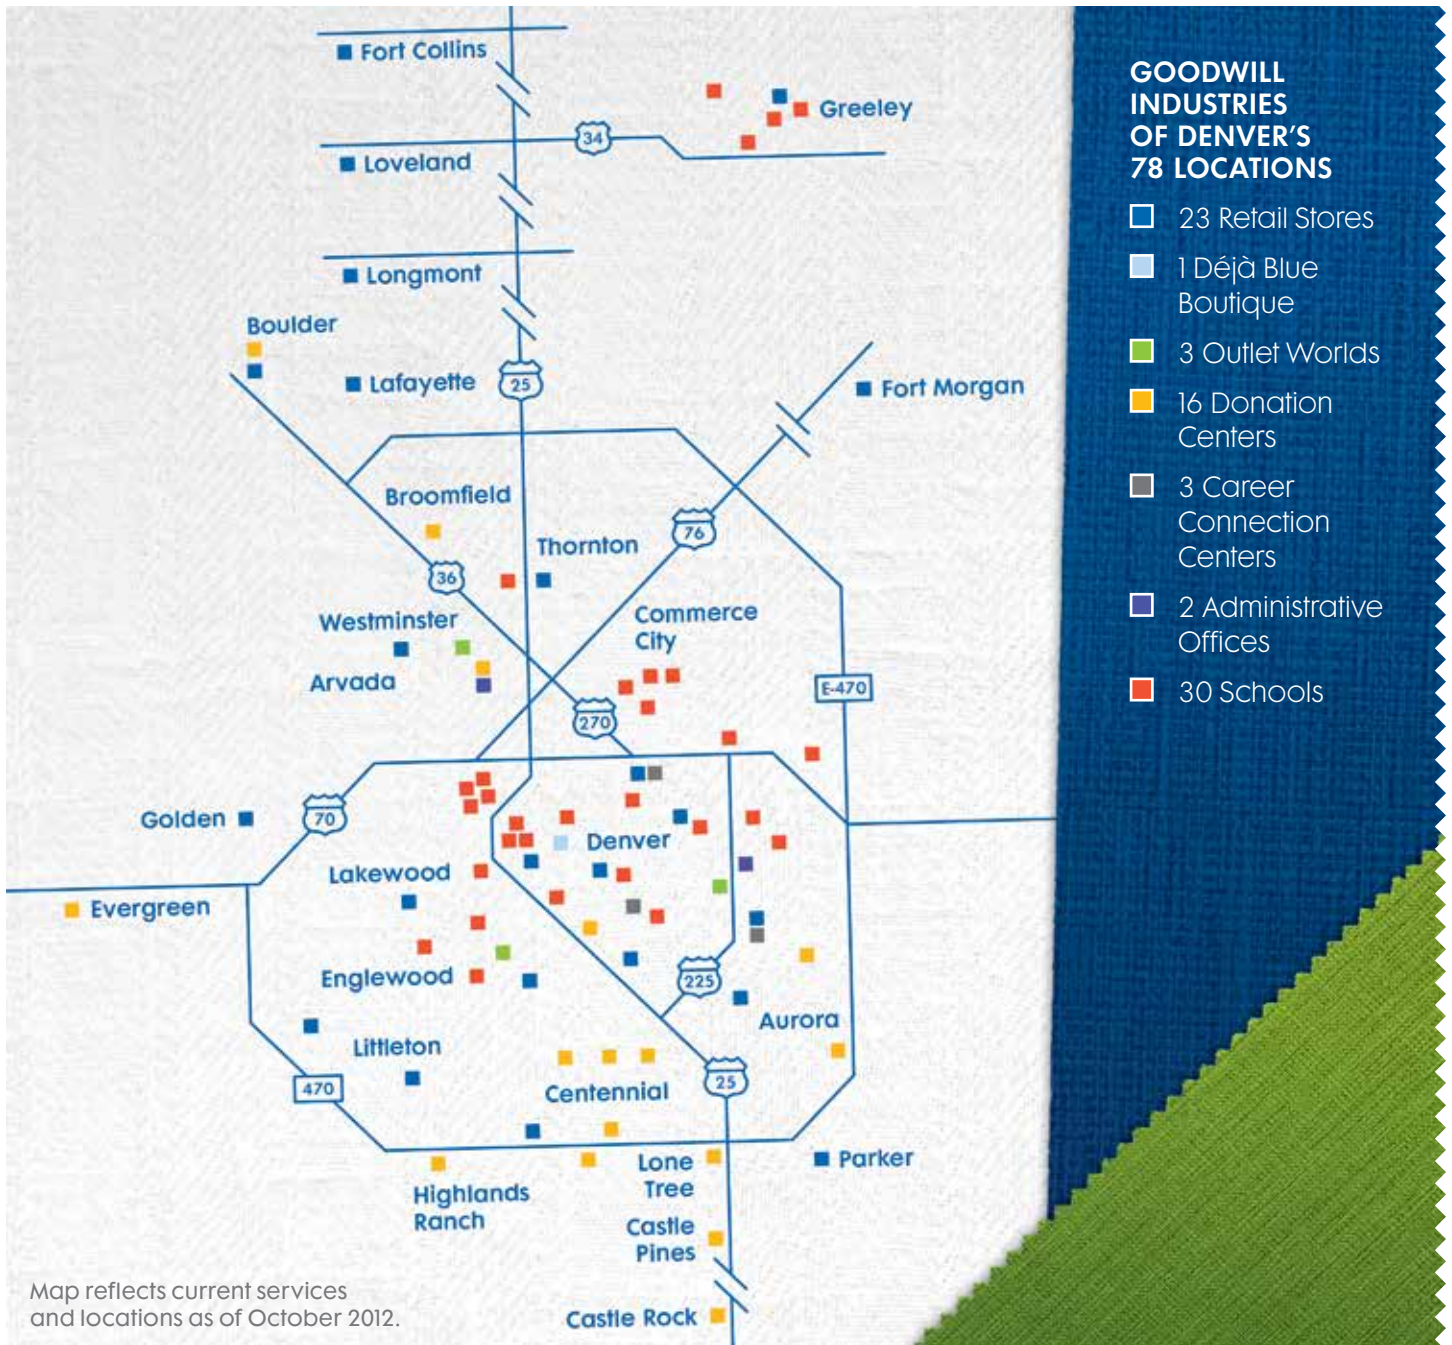 Fort Collins
Greeley
34
Loveland
Longmont
Boulder
Lafayette
25
Fort Morgan
Broomfield
76
Thornton
36
Westminster
Commerce
City
Arvada
E-470
270
Golden
70
Denver
Lakewood
Evergreen
Englewood
225
Aurora
Littleton
470
25
Centennial
Lone
Tree
Parker
Highlands
Ranch
Castle
Pines
Castle Rock
Map reflects current services
and locations as of October 2012.
GOODWILL
INDUSTRIES
OF DENVER'S
78 LOCATIONS
23 Retail Stores
1 Déjà Blue
Boutique
3 Outlet Worlds
16 Donation
Centers
3 Career
Connection
Centers
2 Administrative
Offices
30 Schools